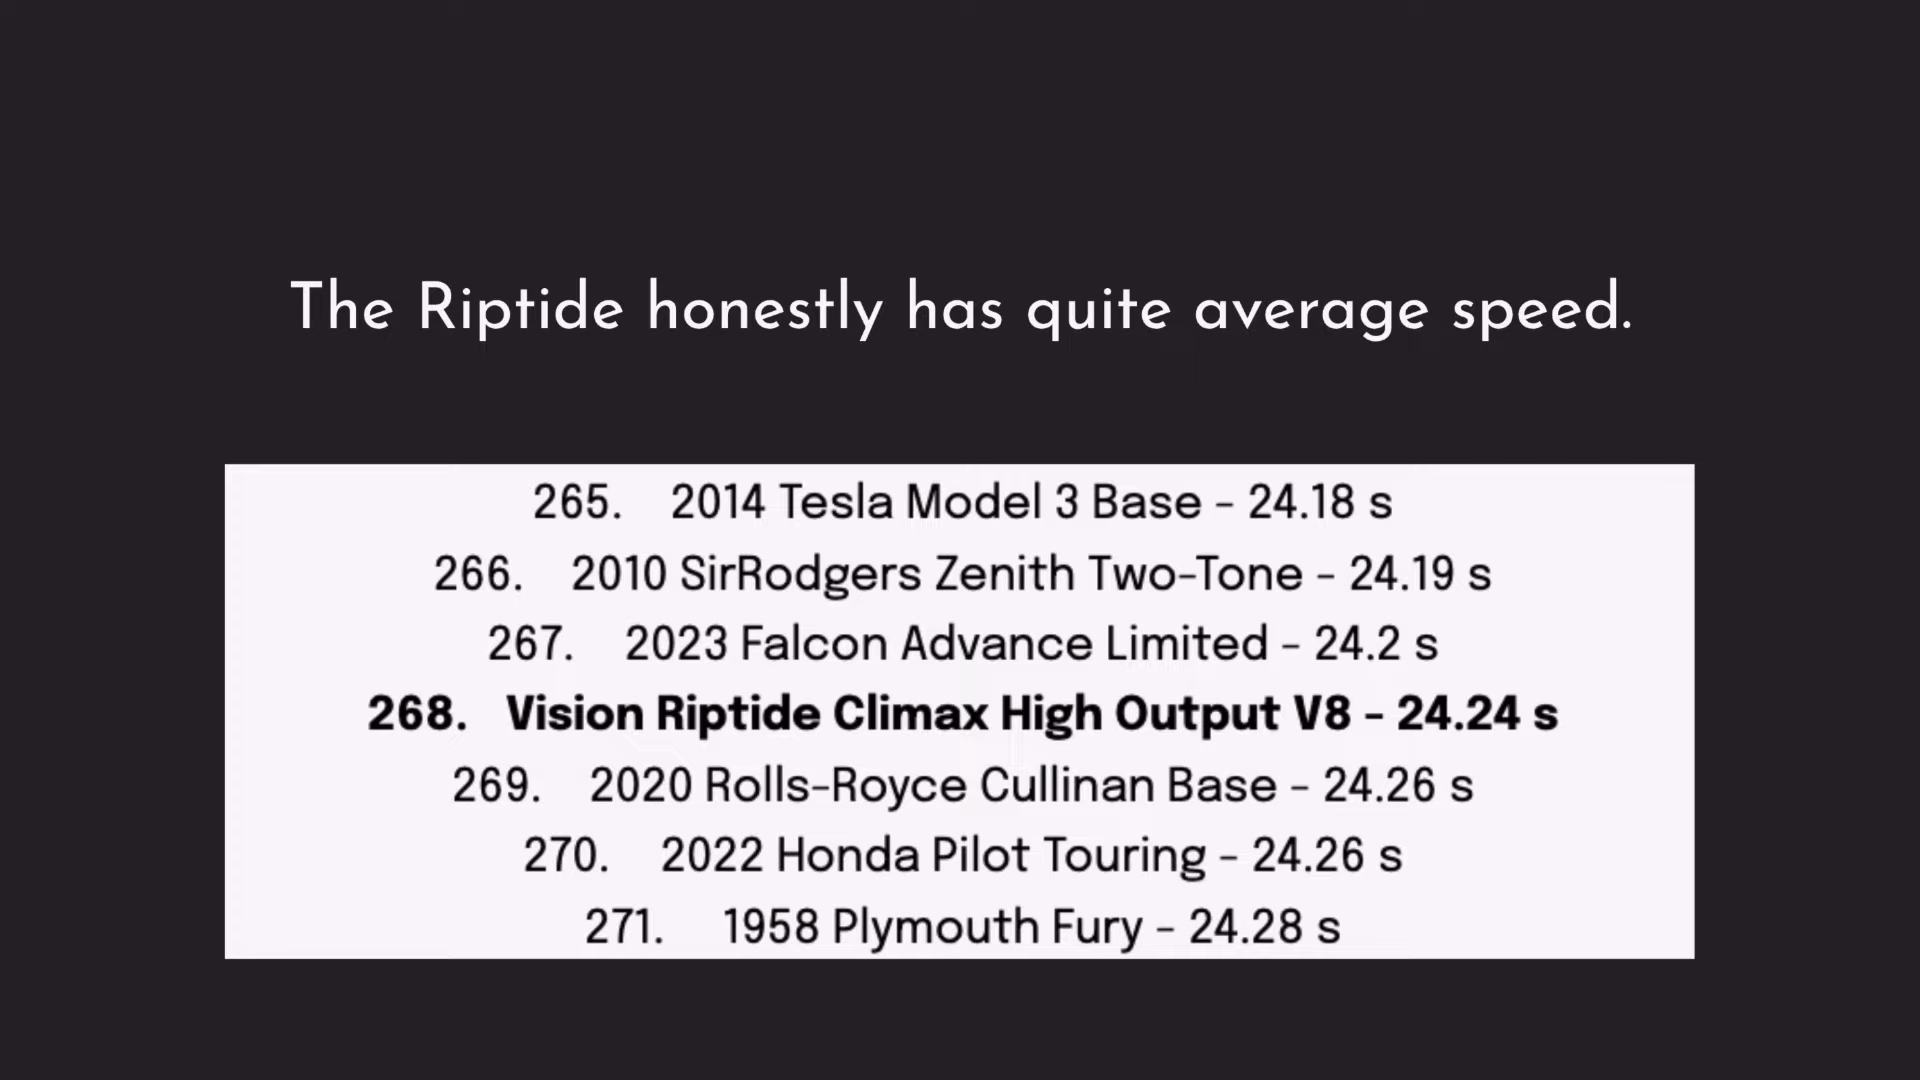 The Riptide honestly has quite average speed.
265. 2014 Tesla Model 3 Base – 24.18 s
266. 2010 SirRodgers Zenith Two-Tone – 24.19 s
267. 2023 Falcon Advance Limited – 24.2 s
268. Vision Riptide Climax High Output V8 – 24.24 s
269. 2020 Rolls-Royce Cullinan Base – 24.26 s
270. 2022 Honda Pilot Touring – 24.26 s
271. 1958 Plymouth Fury – 24.28 s